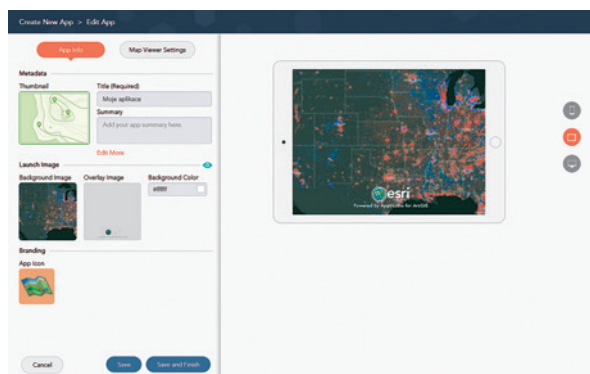 Create New App > Edit App
App Info
Map Viewer Settings
Metadata
Thumbnail
Title (Required)
Moje aplikace
Summary
Add your app summary here.
Edit More
Launch Image
Background Image
Overlay Image
Background Color
#ffffff
esri
Powered by AppStudio for ArcGIS
Branding
App Icon
Cancel
Save
Save and Finish